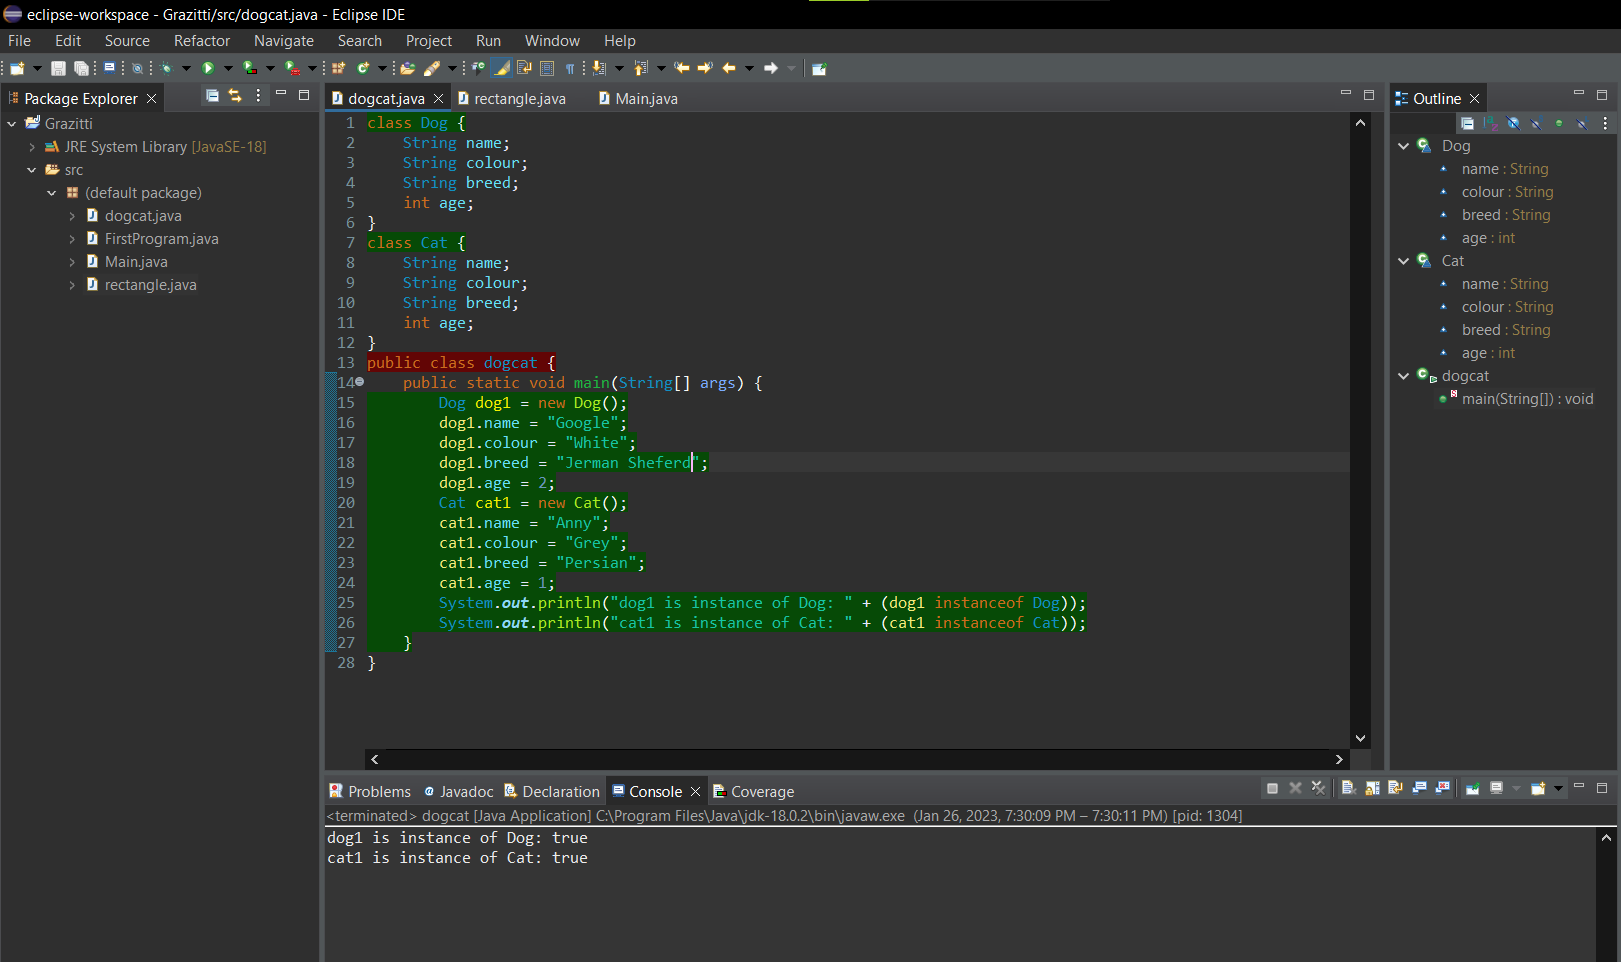 eclipse-workspace - Grazitti/src/dogcat.java - Eclipse IDE
File Edit Source Refactor Navigate Search Project Run Window Help
Package Explorer
Grazitti
JRE System Library [JavaSE-18]
src
(default package)
dogcat.java
FirstProgram.java
Main.java
rectangle.java
dogcat.java rectangle.java Main.java
1 class Dog {
2     String name;
3     String colour;
4     String breed;
5     int age;
6 }
7 class Cat {
8     String name;
9     String colour;
10     String breed;
11     int age;
12 }
13 public class dogcat {
14     public static void main(String[] args) {
15         Dog dog1 = new Dog();
16         dog1.name = "Google";
17         dog1.colour = "White";
18         dog1.breed = "Jerman Sheferd";
19         dog1.age = 2;
20         Cat cat1 = new Cat();
21         cat1.name = "Anny";
22         cat1.colour = "Grey";
23         cat1.breed = "Persian";
24         cat1.age = 1;
25         System.out.println("dog1 is instance of Dog: " + (dog1 instanceof Dog));
26         System.out.println("cat1 is instance of Cat: " + (cat1 instanceof Cat));
27     }
28 }
Outline
Dog
name : String
colour : String
breed : String
age : int
Cat
name : String
colour : String
breed : String
age : int
dogcat
main(String[]) : void
Problems Javadoc Declaration Console Coverage
<terminated> dogcat [Java Application] C:\Program Files\Java\jdk-18.0.2\bin\javaw.exe (Jan 26, 2023, 7:30:09 PM – 7:30:11 PM) [pid: 1304]
dog1 is instance of Dog: true
cat1 is instance of Cat: true